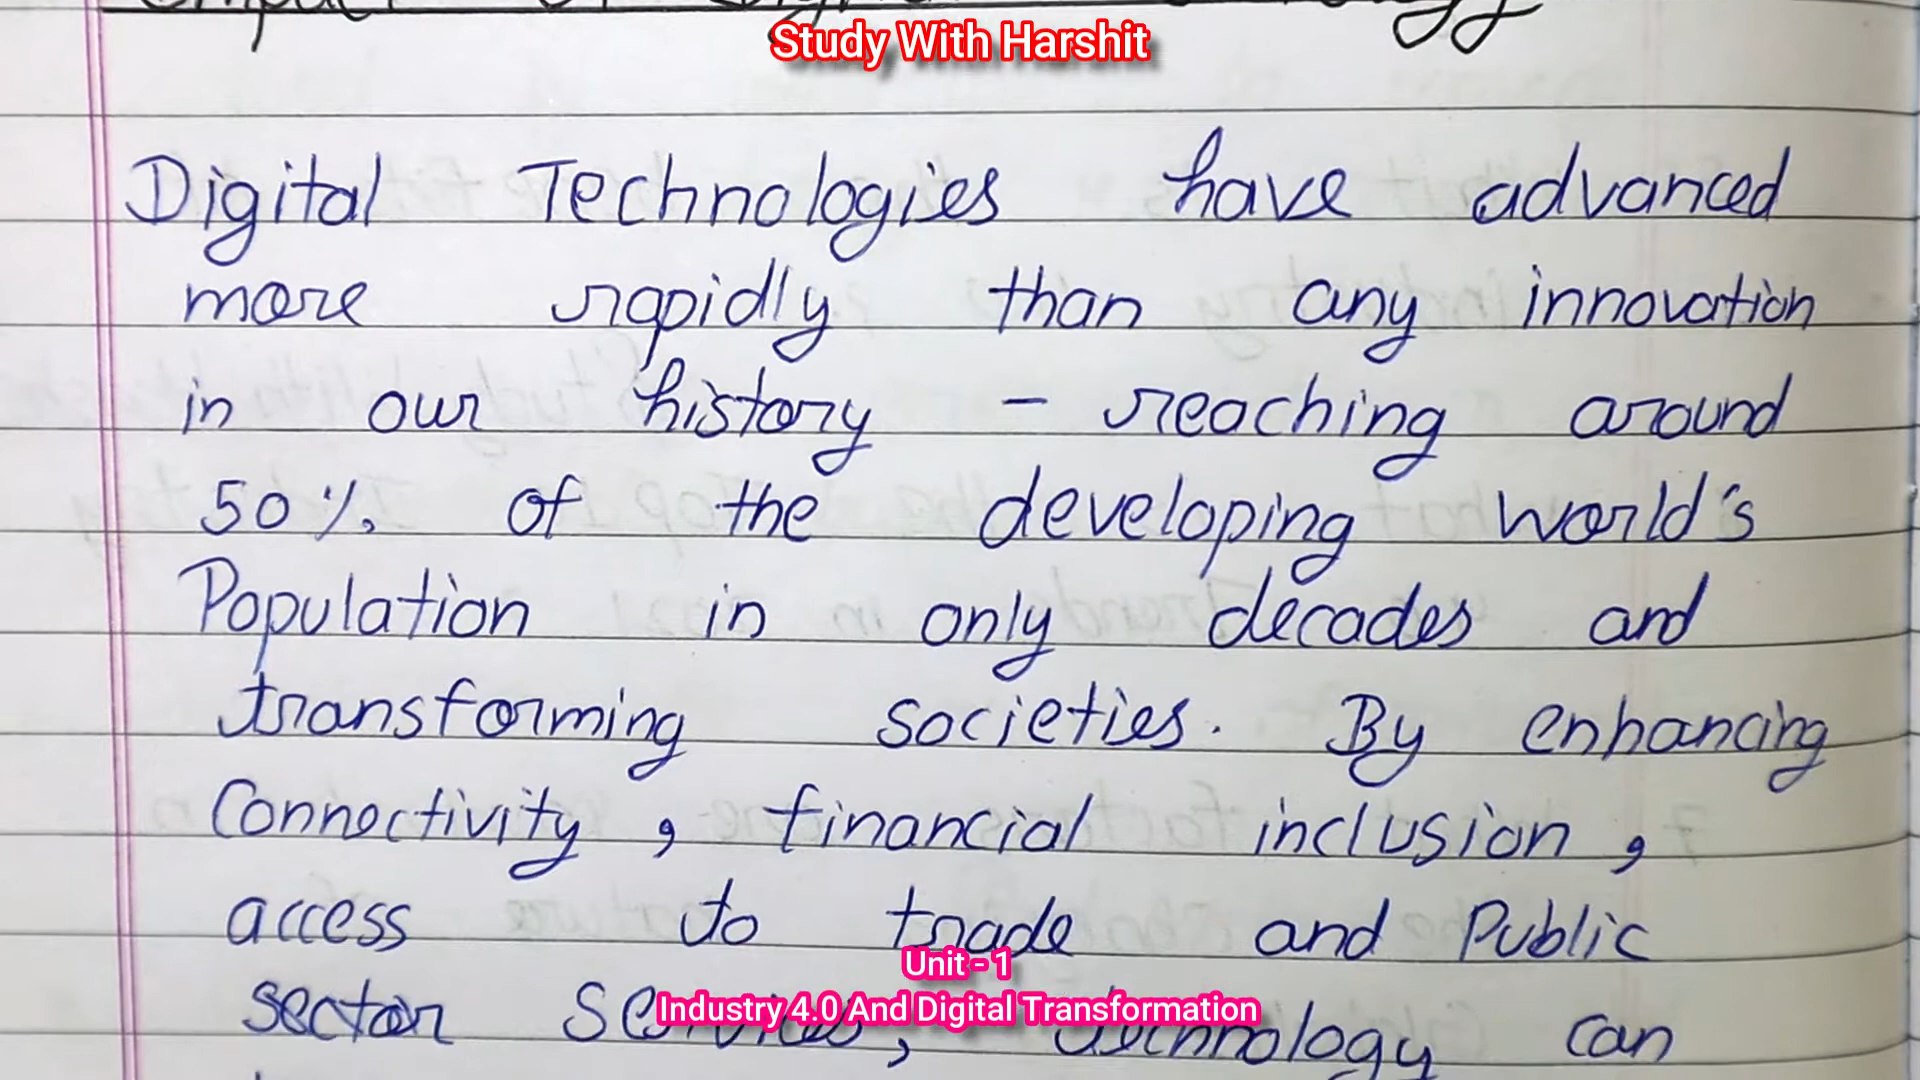 Study With Harshit
Digital Technologies have advanced
more rapidly than any innovation
in our history - reaching around
50% of the developing world's
Population in only decades and
transforming societies. By enhancing
Connectivity, financial inclusion,
access to trade and Public
Unit - 1
sector services, technology can
Industry 4.0 And Digital Transformation